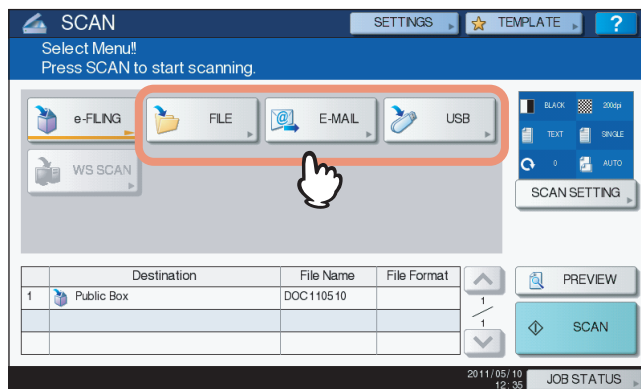 SCAN
SETTINGS
TEMPLATE
?
Select Menu!!
Press SCAN to start scanning.
e-FILING
FILE
E-MAIL
USB
WS SCAN
BLACK
200dpi
TEXT
SINGLE
0
AUTO
SCAN SETTING
Destination
File Name
File Format
1
Public Box
DOC110510
1
1
PREVIEW
SCAN
2011/05/10
12:35
JOB STATUS